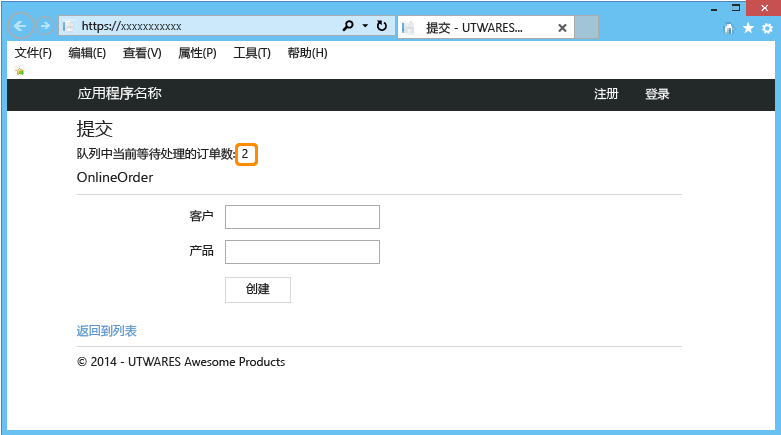 https://xxxxxxxxxxx
提交 - UTWARES...
文件(F) 编辑(E) 查看(V) 属性(P) 工具(T) 帮助(H)
应用程序名称 注册 登录
提交
队列中当前等待处理的订单数: 2
OnlineOrder
客户
产品
创建
返回到列表
© 2014 - UTWARES Awesome Products